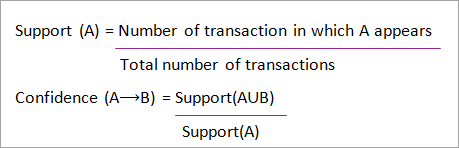 Support (A) = Number of transaction in which A appears
Total number of transactions
Confidence (A⟶B) = Support(AUB)
Support(A)